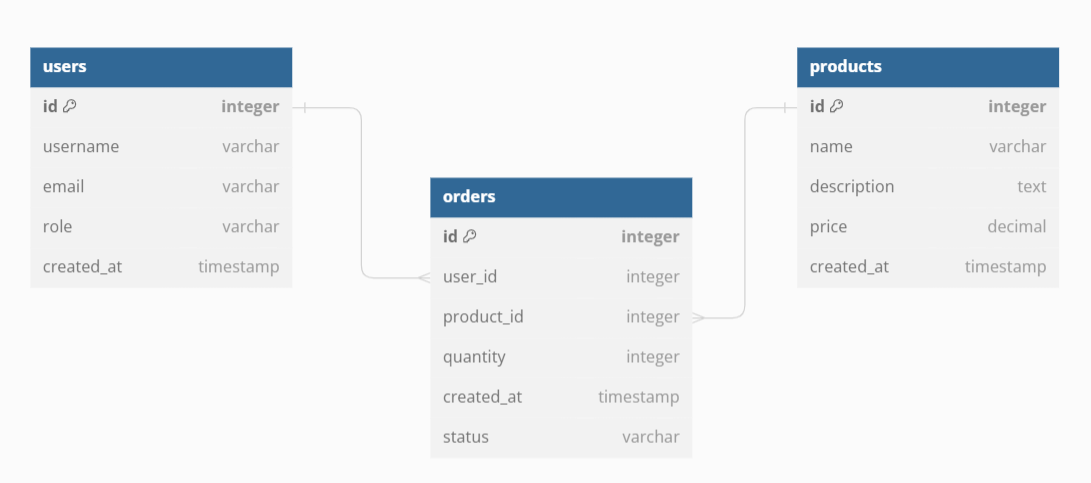 users
id integer
username varchar
email varchar
role varchar
created_at timestamp
orders
id integer
user_id integer
product_id integer
quantity integer
created_at timestamp
status varchar
products
id integer
name varchar
description text
price decimal
created_at timestamp